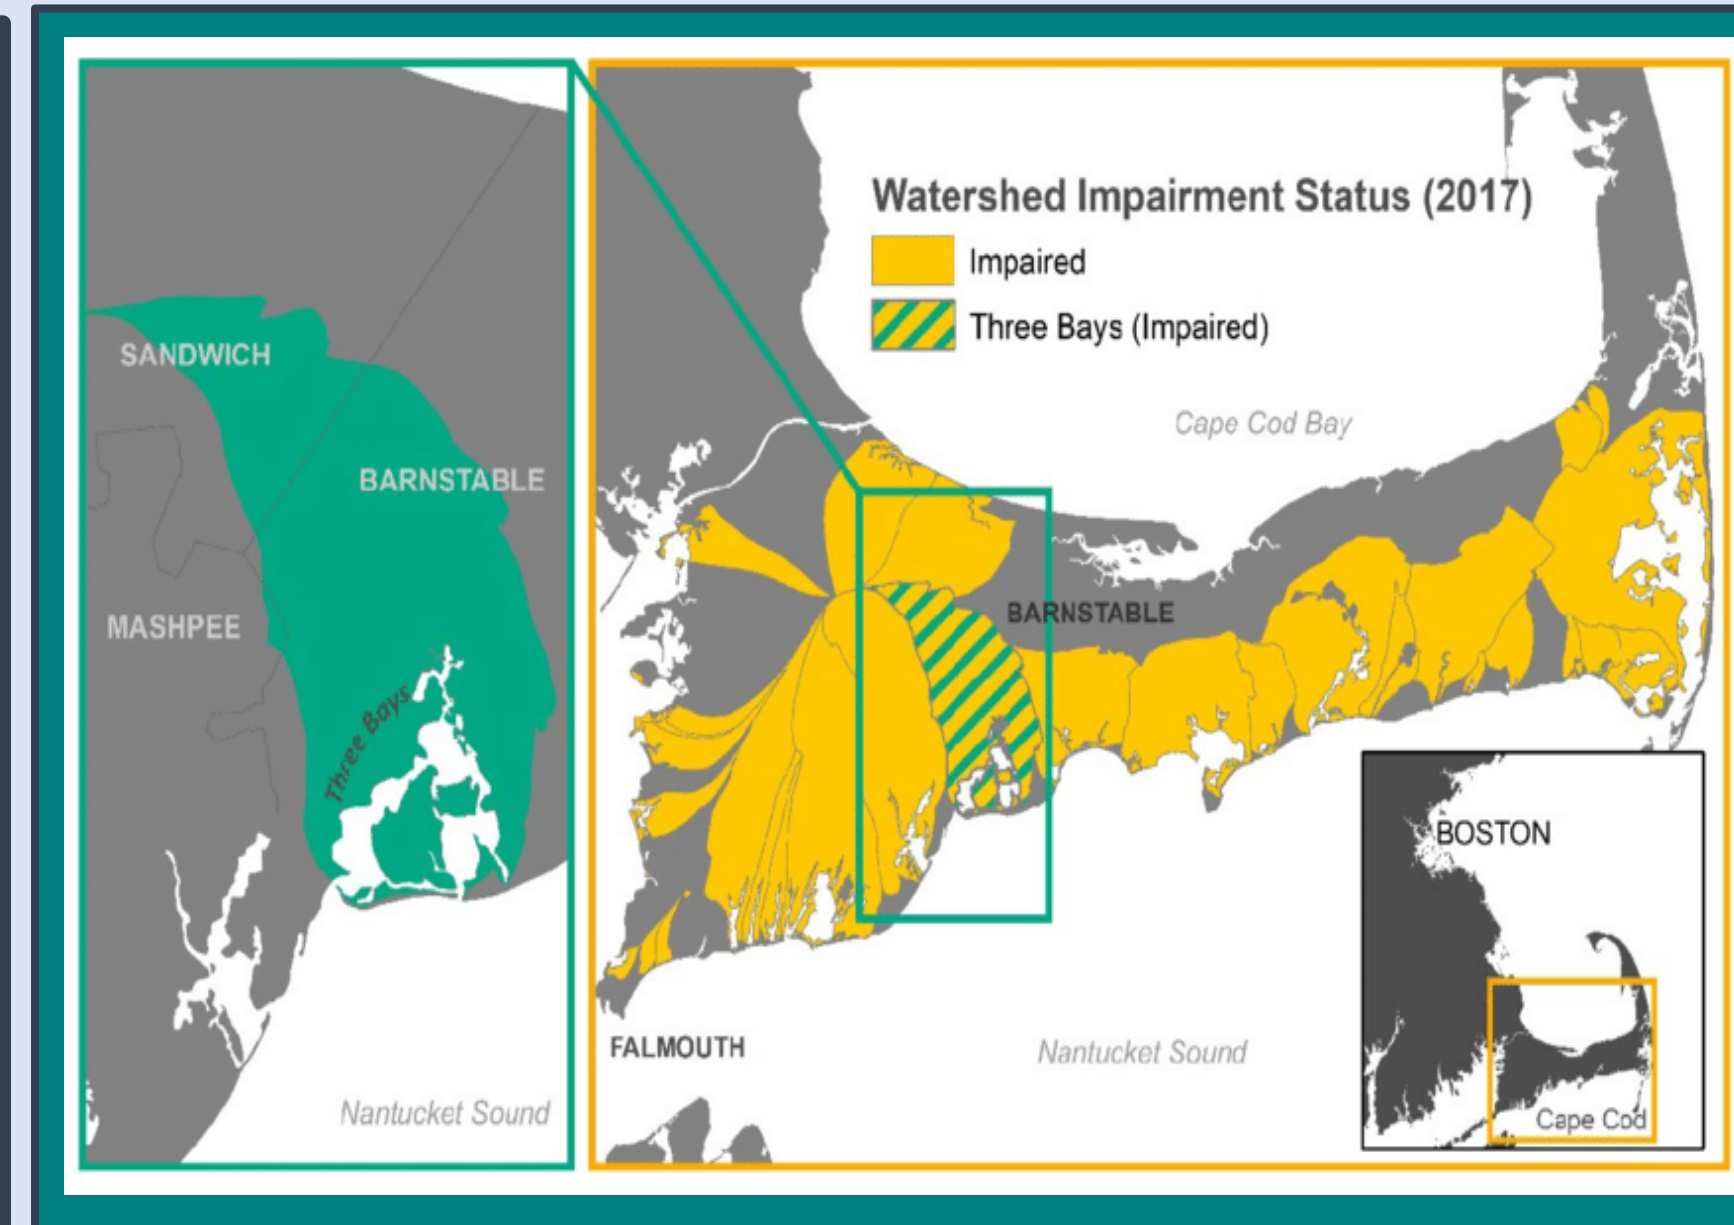 SANDWICH
BARNSTABLE
MASHPEE
Three Bays
Nantucket Sound
Watershed Impairment Status (2017)
Impaired
Three Bays (Impaired)
Cape Cod Bay
BARNSTABLE
FALMOUTH
Nantucket Sound
BOSTON
Cape Cod